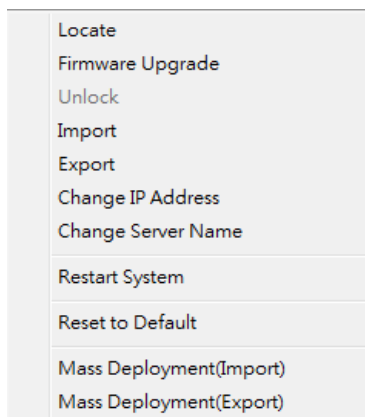 Locate
Firmware Upgrade
Unlock
Import
Export
Change IP Address
Change Server Name
Restart System
Reset to Default
Mass Deployment(Import)
Mass Deployment(Export)